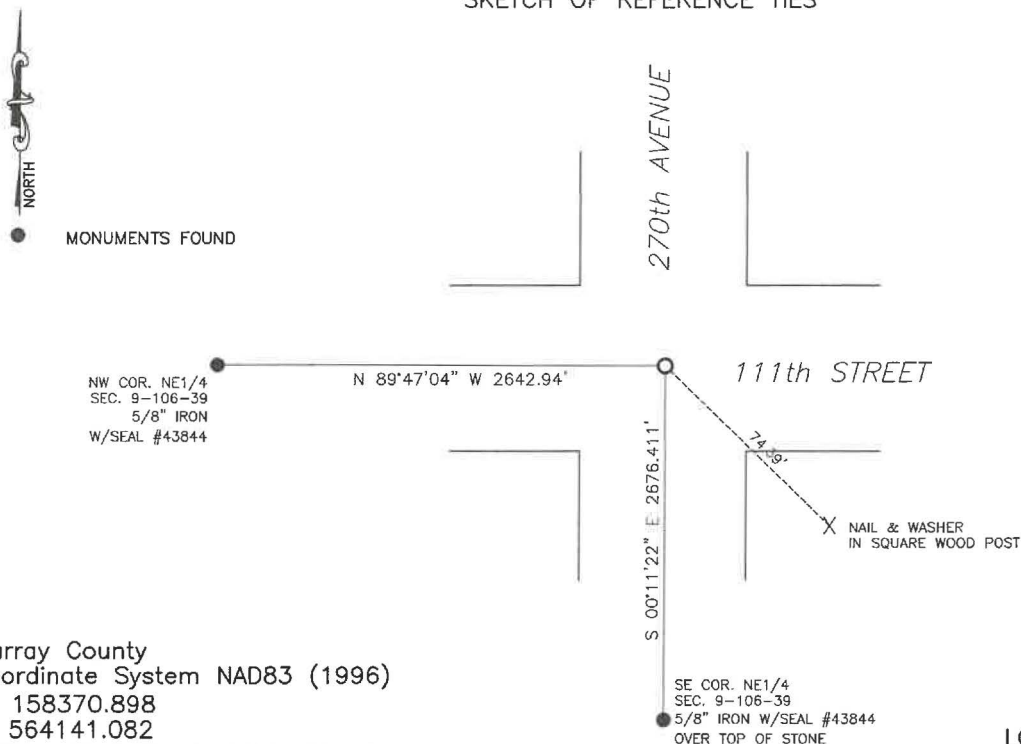 SKETCH OF REFERENCE TIES
NORTH
MONUMENTS FOUND
270th AVENUE
111th STREET
NW COR. NE1/4
SEC. 9-106-39
5/8" IRON
W/SEAL #43844
N 89°47'04" W 2642.94'
S 00°11'22" E 2676.411'
74.39'
NAIL & WASHER
IN SQUARE WOOD POST
SE COR. NE1/4
SEC. 9-106-39
5/8" IRON W/SEAL #43844
OVER TOP OF STONE
rray County
ordinate System NAD83 (1996)
158370.898
564141.082